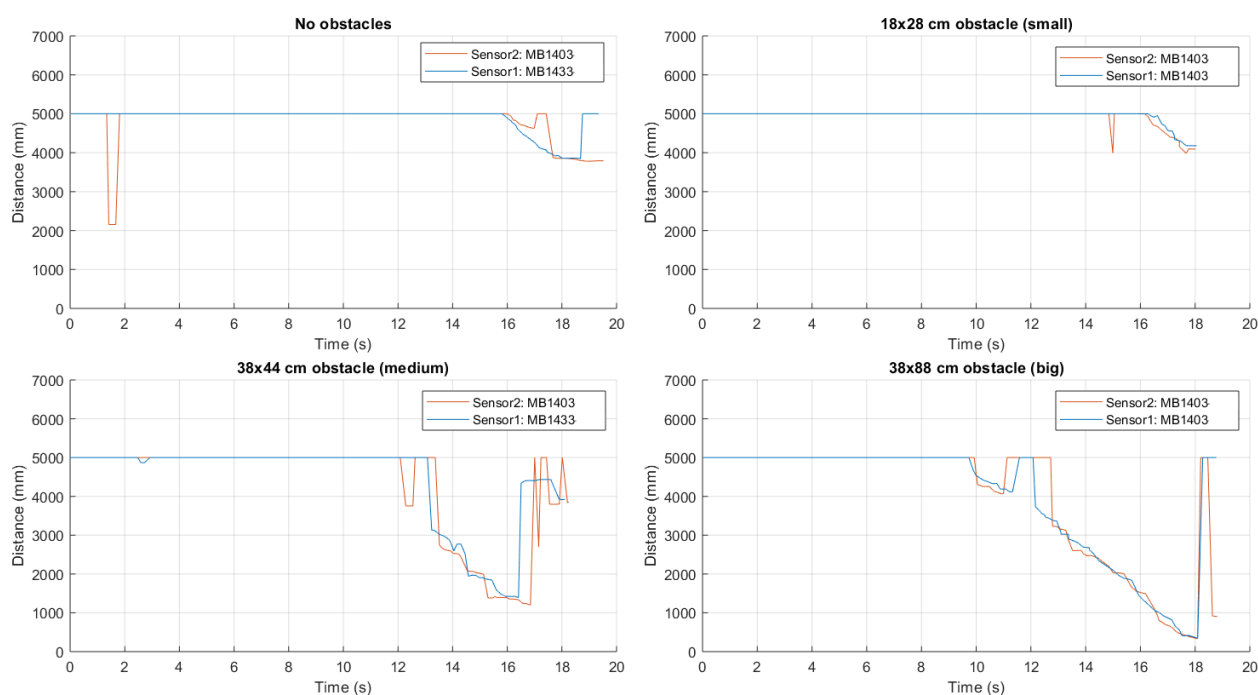 No obstacles
7000
6000
5000
4000
3000
2000
1000
0
Distance (mm)
Sensor2: MB1403
Sensor1: MB1433
0 2 4 6 8 10 12 14 16 18 20
Time (s)
18x28 cm obstacle (small)
7000
6000
5000
4000
3000
2000
1000
0
Distance (mm)
Sensor2: MB1403
Sensor1: MB1403
0 2 4 6 8 10 12 14 16 18 20
Time (s)
38x44 cm obstacle (medium)
7000
6000
5000
4000
3000
2000
1000
0
Distance (mm)
Sensor2: MB1403
Sensor1: MB1433
0 2 4 6 8 10 12 14 16 18 20
Time (s)
38x88 cm obstacle (big)
7000
6000
5000
4000
3000
2000
1000
0
Distance (mm)
Sensor2: MB1403
Sensor1: MB1403
0 2 4 6 8 10 12 14 16 18 20
Time (s)